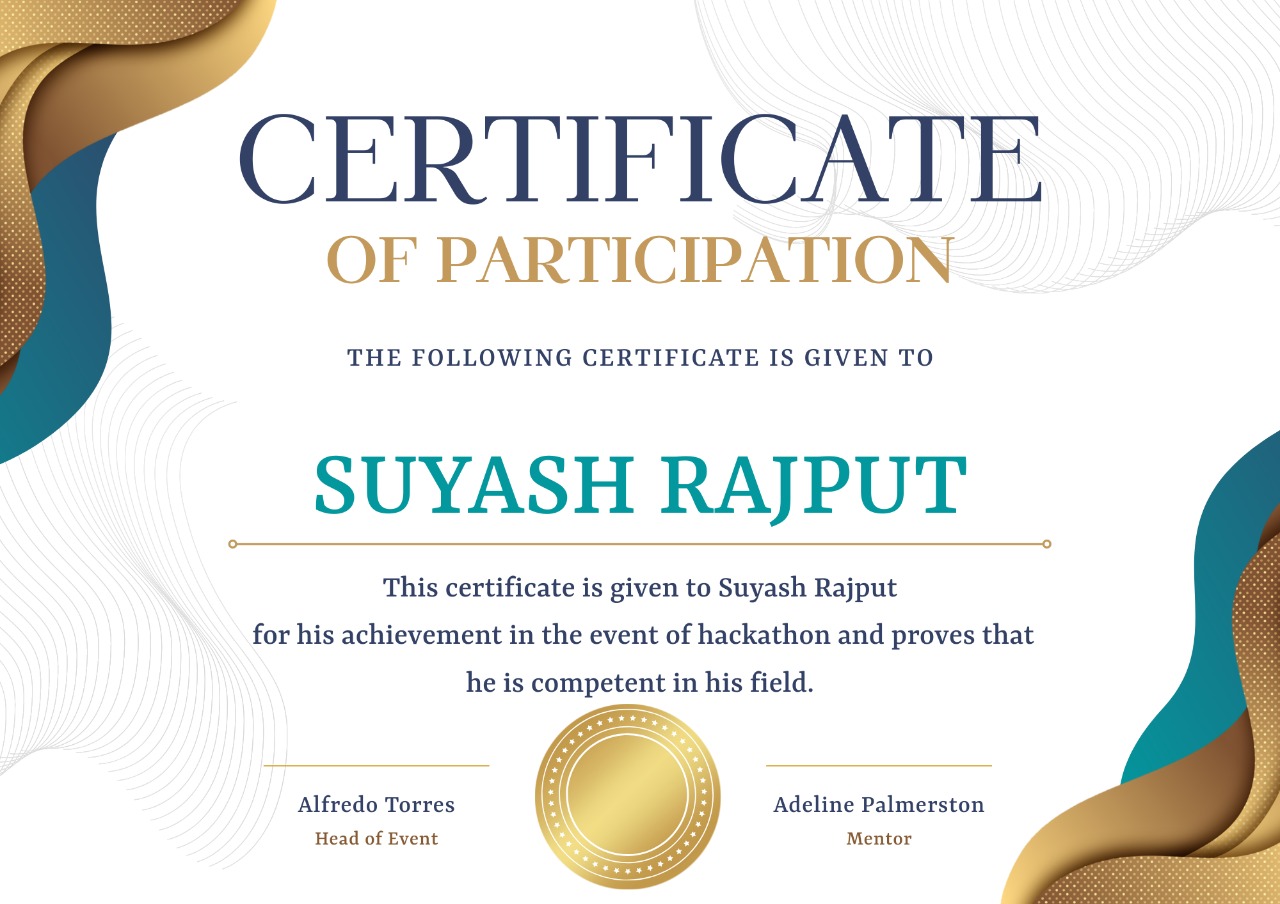 CERTIFICATE
OF PARTICIPATION
THE FOLLOWING CERTIFICATE IS GIVEN TO
SUYASH RAJPUT
This certificate is given to Suyash Rajput
for his achievement in the event of hackathon and proves that
he is competent in his field.
Alfredo Torres
Head of Event
Adeline Palmerston
Mentor